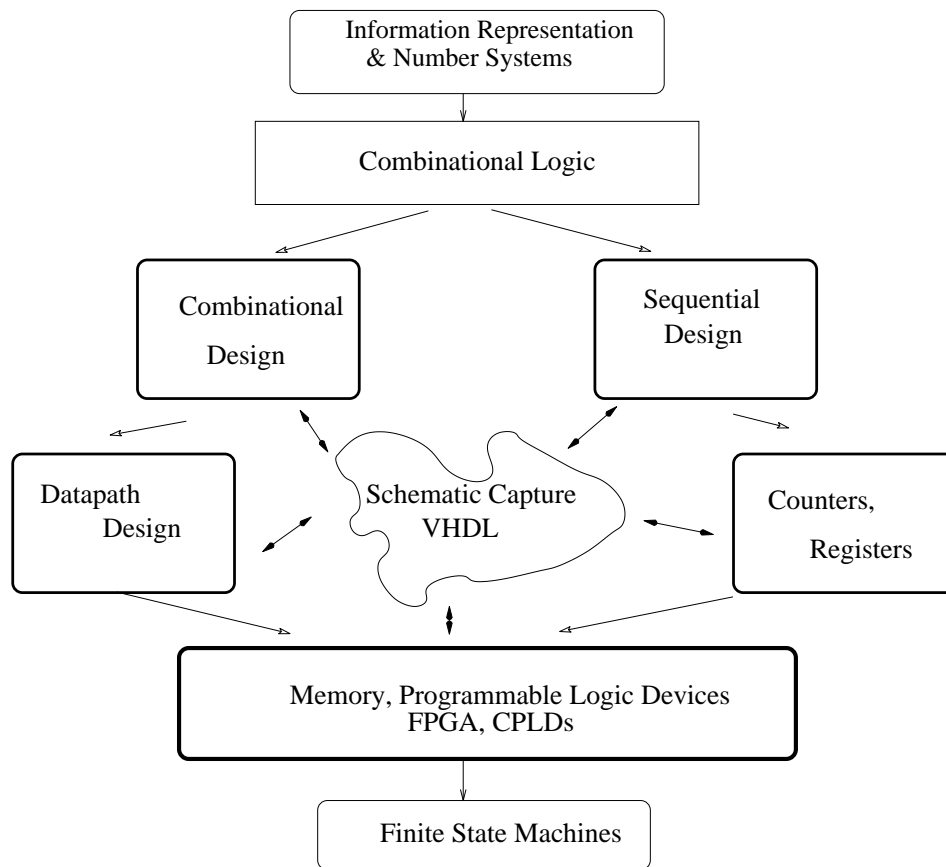 Information Representation
& Number Systems
Combinational Logic
Combinational
Design
Sequential
Design
Datapath
Design
Schematic Capture
VHDL
Counters,
Registers
Memory, Programmable Logic Devices
FPGA, CPLDs
Finite State Machines